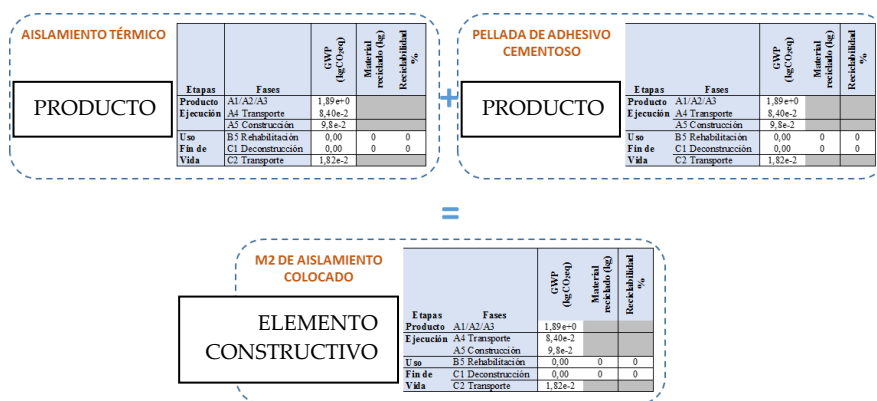 AISLAMIENTO TÉRMICO
PRODUCTO
Etapas Fases GWP (kgCO₂eq) Material reciclado (kg) Reciclabilidad %
Producto A1/A2/A3 1,89e+0
Ejecución A4 Transporte 8,40e-2
A5 Construcción 9,8e-2
Uso B5 Rehabilitación 0,00 0 0
Fin de C1 Deconstrucción 0,00 0 0
Vida C2 Transporte 1,82e-2
+
PELLADA DE ADHESIVO
CEMENTOSO
PRODUCTO
Etapas Fases GWP (kgCO₂eq) Material reciclado (kg) Reciclabilidad %
Producto A1/A2/A3 1,89e+0
Ejecución A4 Transporte 8,40e-2
A5 Construcción 9,8e-2
Uso B5 Rehabilitación 0,00 0 0
Fin de C1 Deconstrucción 0,00 0 0
Vida C2 Transporte 1,82e-2
=
M2 DE AISLAMIENTO
COLOCADO
ELEMENTO
CONSTRUCTIVO
Etapas Fases GWP (kgCO₂eq) Material reciclado (kg) Reciclabilidad %
Producto A1/A2/A3 1,89e+0
Ejecución A4 Transporte 8,40e-2
A5 Construcción 9,8e-2
Uso B5 Rehabilitación 0,00 0 0
Fin de C1 Deconstrucción 0,00 0 0
Vida C2 Transporte 1,82e-2